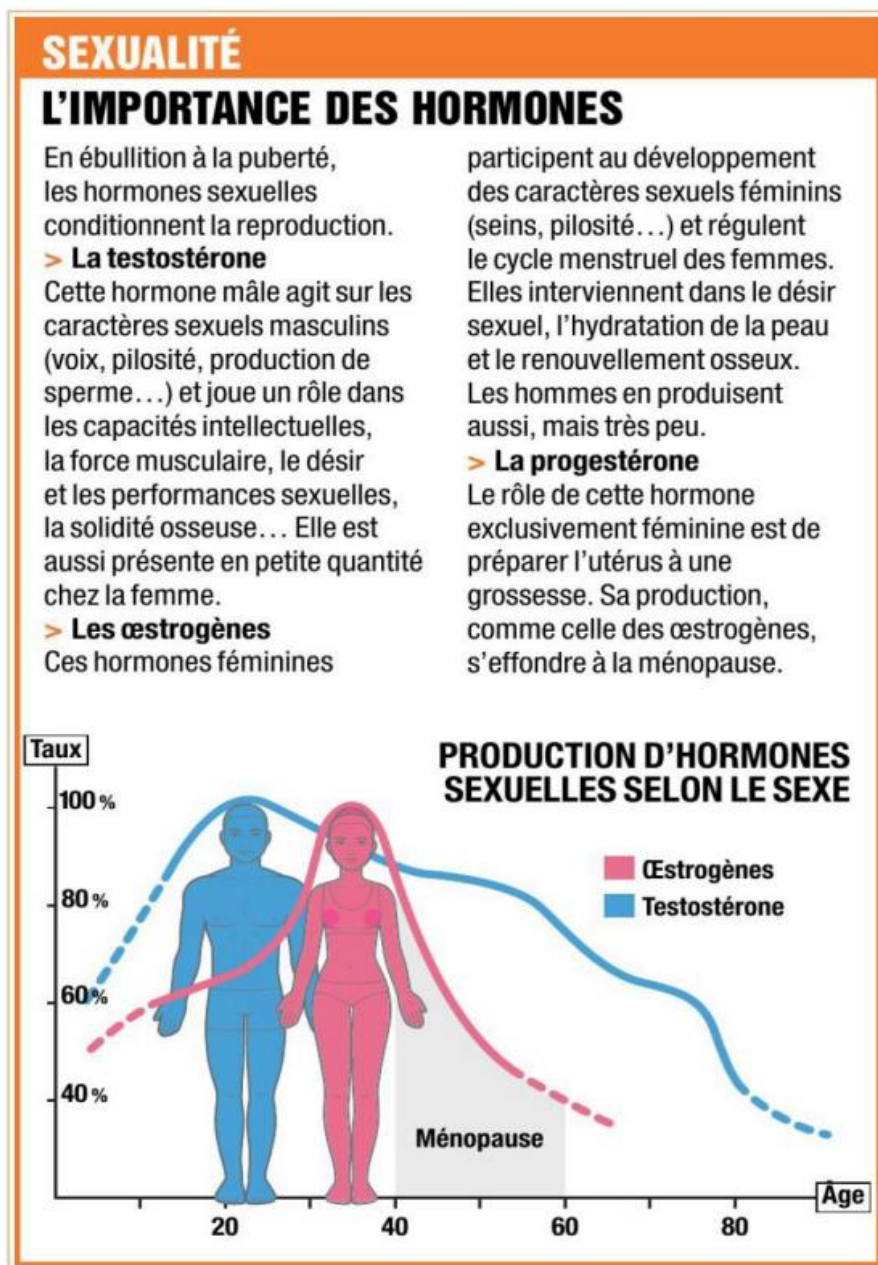 SEXUALITÉ
L'IMPORTANCE DES HORMONES
En ébullition à la puberté,
les hormones sexuelles
conditionnent la reproduction.
> La testostérone
Cette hormone mâle agit sur les
caractères sexuels masculins
(voix, pilosité, production de
sperme...) et joue un rôle dans
les capacités intellectuelles,
la force musculaire, le désir
et les performances sexuelles,
la solidité osseuse... Elle est
aussi présente en petite quantité
chez la femme.
> Les œstrogènes
Ces hormones féminines
participent au développement
des caractères sexuels féminins
(seins, pilosité...) et régulent
le cycle menstruel des femmes.
Elles interviennent dans le désir
sexuel, l'hydratation de la peau
et le renouvellement osseux.
Les hommes en produisent
aussi, mais très peu.
> La progestérone
Le rôle de cette hormone
exclusivement féminine est de
préparer l'utérus à une
grossesse. Sa production,
comme celle des œstrogènes,
s'effondre à la ménopause.
Taux
PRODUCTION D'HORMONES
SEXUELLES SELON LE SEXE
100 %
80 %
60 %
40 %
Œstrogènes
Testostérone
Ménopause
Âge
20
40
60
80